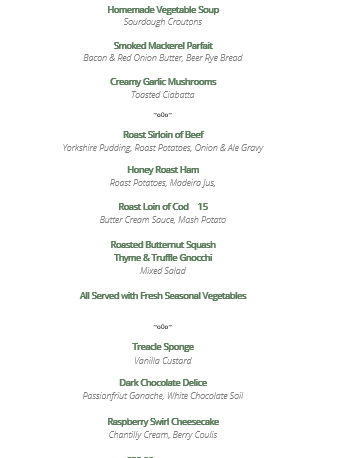 Homemade Vegetable Soup
Sourdough Croutons
Smoked Mackerel Parfait
Bacon & Red Onion Butter, Beer Rye Bread
Creamy Garlic Mushrooms
Toasted Ciabatta
~o0o~
Roast Sirloin of Beef
Yorkshire Pudding, Roast Potatoes, Onion & Ale Gravy
Honey Roast Ham
Roast Potatoes, Madeira Jus,
Roast Loin of Cod 15
Butter Cream Sauce, Mash Potato
Roasted Butternut Squash
Thyme & Truffle Gnocchi
Mixed Salad
All Served with Fresh Seasonal Vegetables
~o0o~
Treacle Sponge
Vanilla Custard
Dark Chocolate Delice
Passionfriut Ganache, White Chocolate Soil
Raspberry Swirl Cheesecake
Chantilly Cream, Berry Coulis